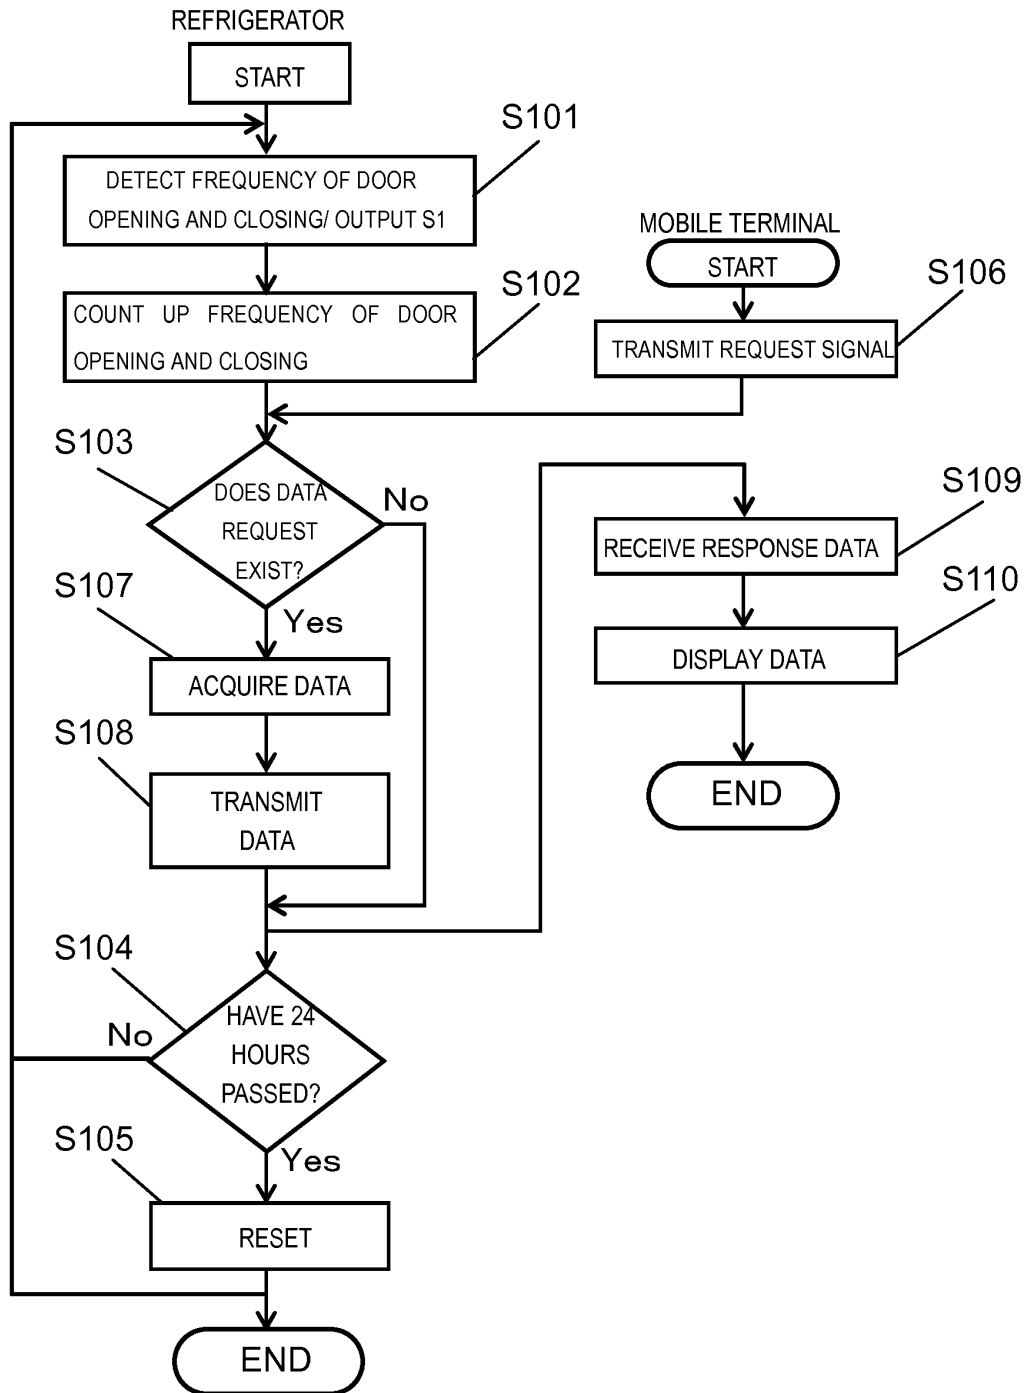 REFRIGERATOR
START
S101
DETECT FREQUENCY OF DOOR
OPENING AND CLOSING/ OUTPUT S1
S102
COUNT UP FREQUENCY OF DOOR
OPENING AND CLOSING
MOBILE TERMINAL
START
S106
TRANSMIT REQUEST SIGNAL
S103
DOES DATA
REQUEST
EXIST?
No
Yes
S107
ACQUIRE DATA
S108
TRANSMIT
DATA
S109
RECEIVE RESPONSE DATA
S110
DISPLAY DATA
END
S104
HAVE 24
HOURS
PASSED?
No
Yes
S105
RESET
END